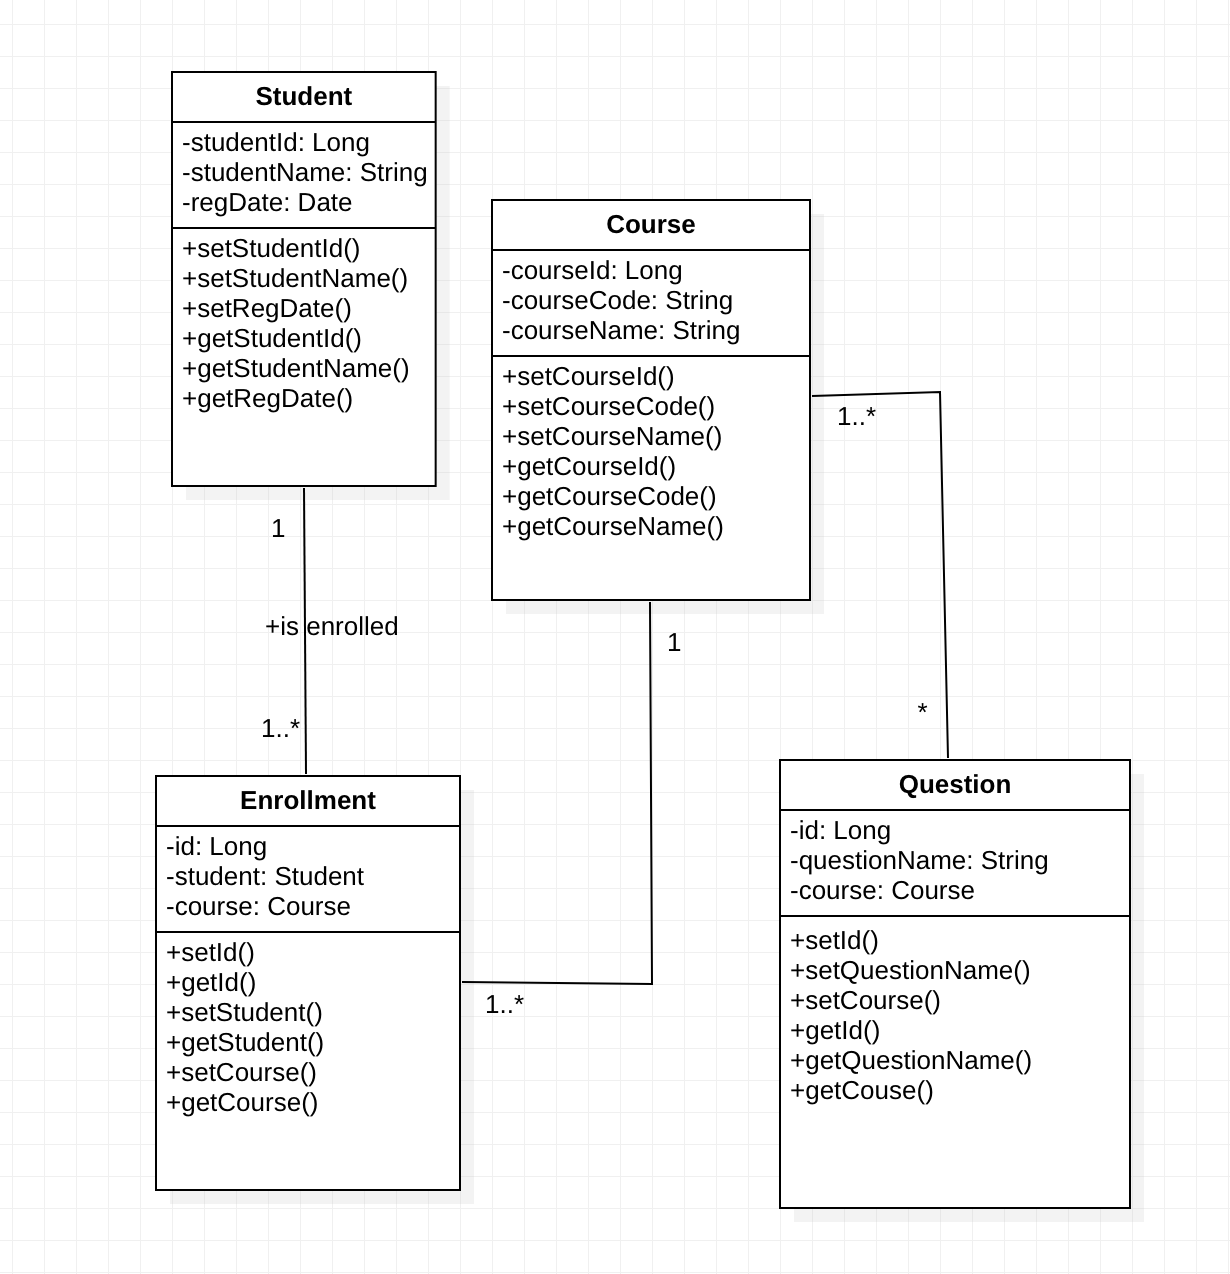 Student
-studentId: Long
-studentName: String
-regDate: Date
+setStudentId()
+setStudentName()
+setRegDate()
+getStudentId()
+getStudentName()
+getRegDate()
Course
-courseId: Long
-courseCode: String
-courseName: String
+setCourseId()
+setCourseCode()
+setCourseName()
+getCourseId()
+getCourseCode()
+getCourseName()
1..*
1
+is enrolled
1
1..*
*
Enrollment
-id: Long
-student: Student
-course: Course
+setId()
+getId()
+setStudent()
+getStudent()
+setCourse()
+getCourse()
1..*
Question
-id: Long
-questionName: String
-course: Course
+setId()
+setQuestionName()
+setCourse()
+getId()
+getQuestionName()
+getCouse()